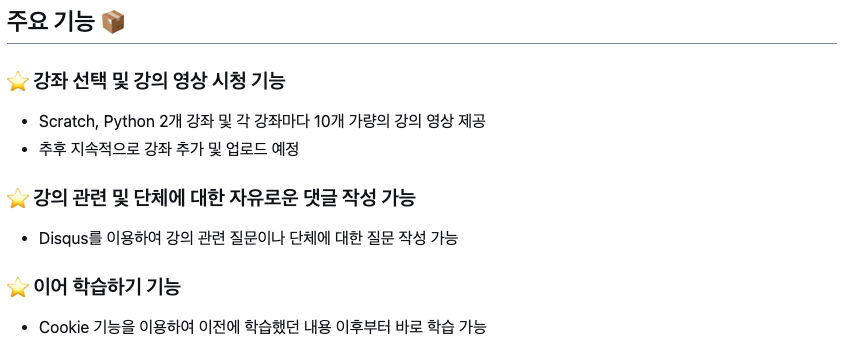 주요 기능 📦
⭐ 강좌 선택 및 강의 영상 시청 기능
• Scratch, Python 2개 강좌 및 각 강좌마다 10개 가량의 강의 영상 제공
• 추후 지속적으로 강좌 추가 및 업로드 예정
⭐ 강의 관련 및 단체에 대한 자유로운 댓글 작성 가능
• Disqus를 이용하여 강의 관련 질문이나 단체에 대한 질문 작성 가능
⭐ 이어 학습하기 기능
• Cookie 기능을 이용하여 이전에 학습했던 내용 이후부터 바로 학습 가능